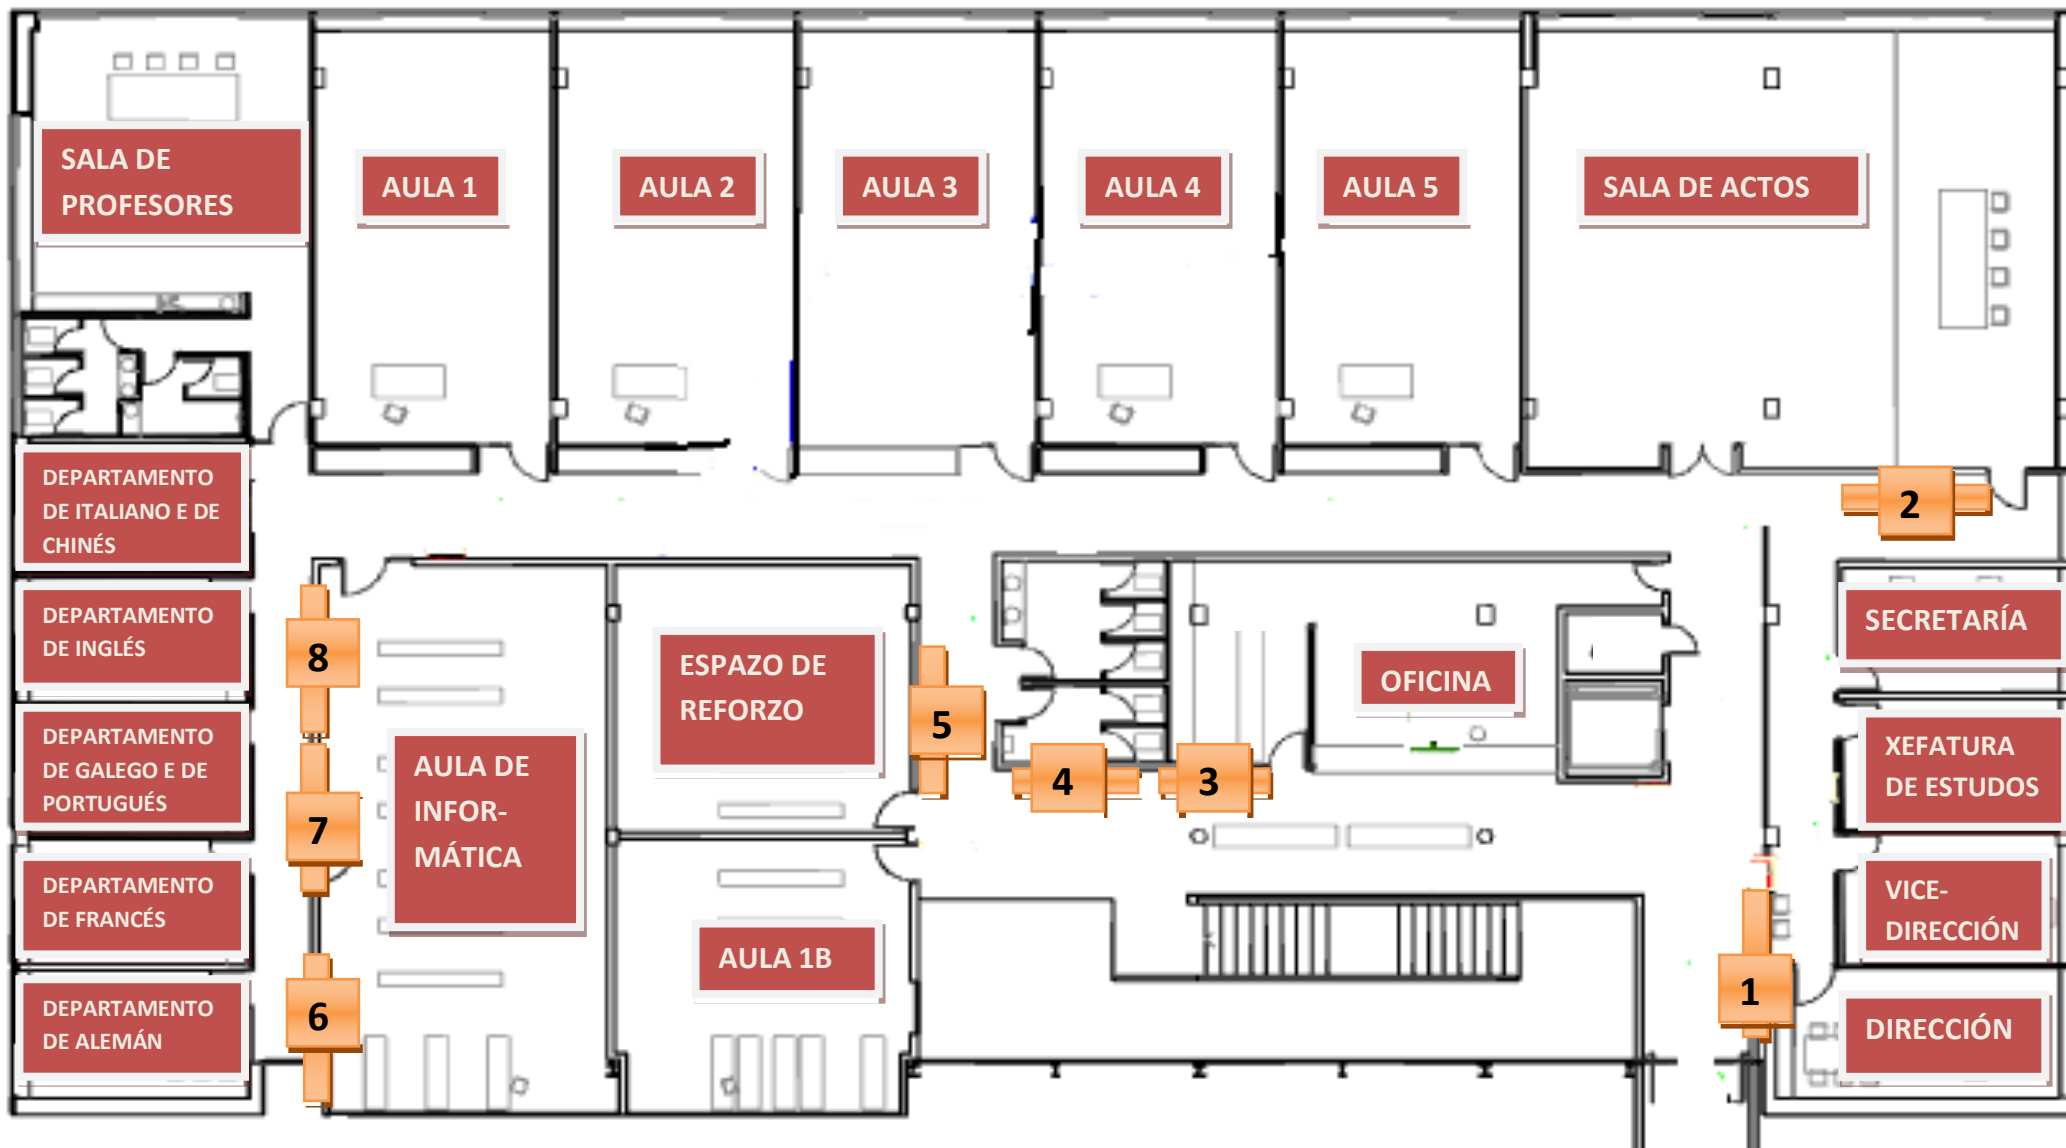 SALA DE
PROFESORES
AULA 1
AULA 2
AULA 3
AULA 4
AULA 5
SALA DE ACTOS
DEPARTAMENTO
DE ITALIANO E DE
CHINÉS
2
DEPARTAMENTO
DE INGLÉS
8
ESPAZO DE
REFORZO
5
OFICINA
SECRETARÍA
DEPARTAMENTO
DE GALEGO E DE
PORTUGUÉS
7
AULA DE
INFOR-
MÁTICA
4
3
XEFATURA
DE ESTUDOS
DEPARTAMENTO
DE FRANCÉS
VICE-
DIRECCIÓN
AULA 1B
1
DEPARTAMENTO
DE ALEMÁN
6
DIRECCIÓN